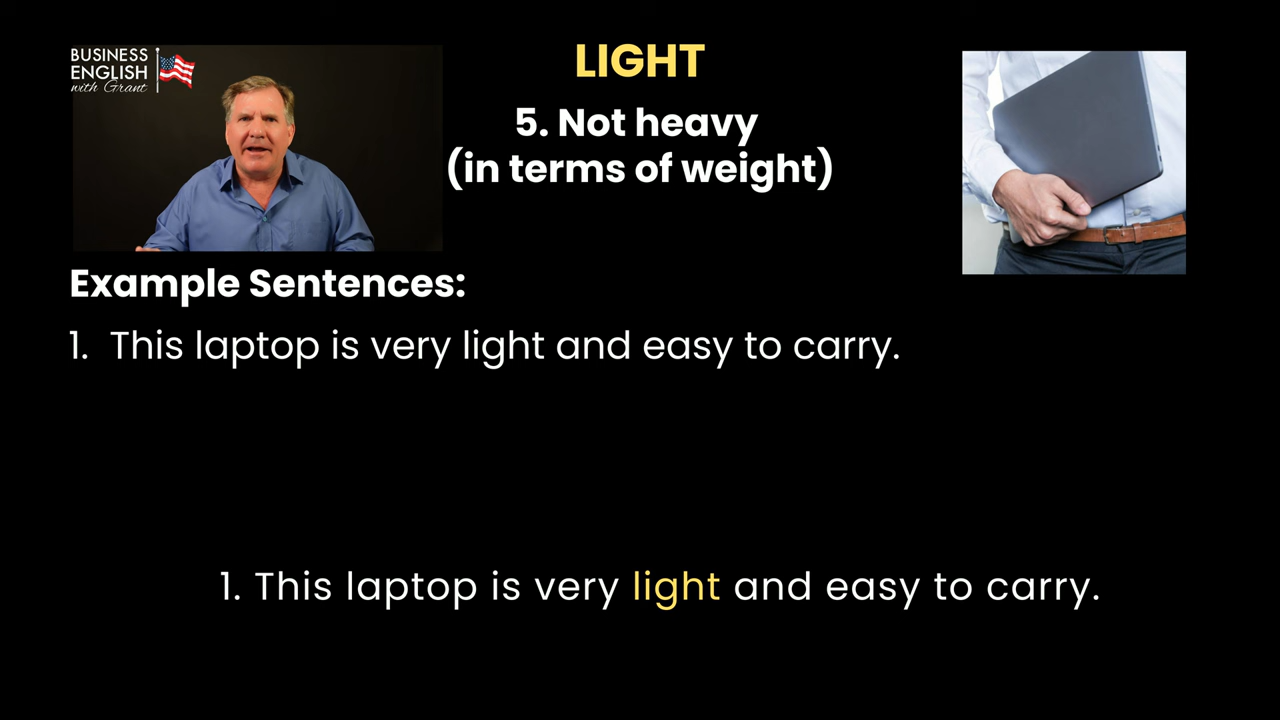 BUSINESS
ENGLISH
with Grant
LIGHT
5. Not heavy
(in terms of weight)
Example Sentences:
1. This laptop is very light and easy to carry.
1. This laptop is very light and easy to carry.